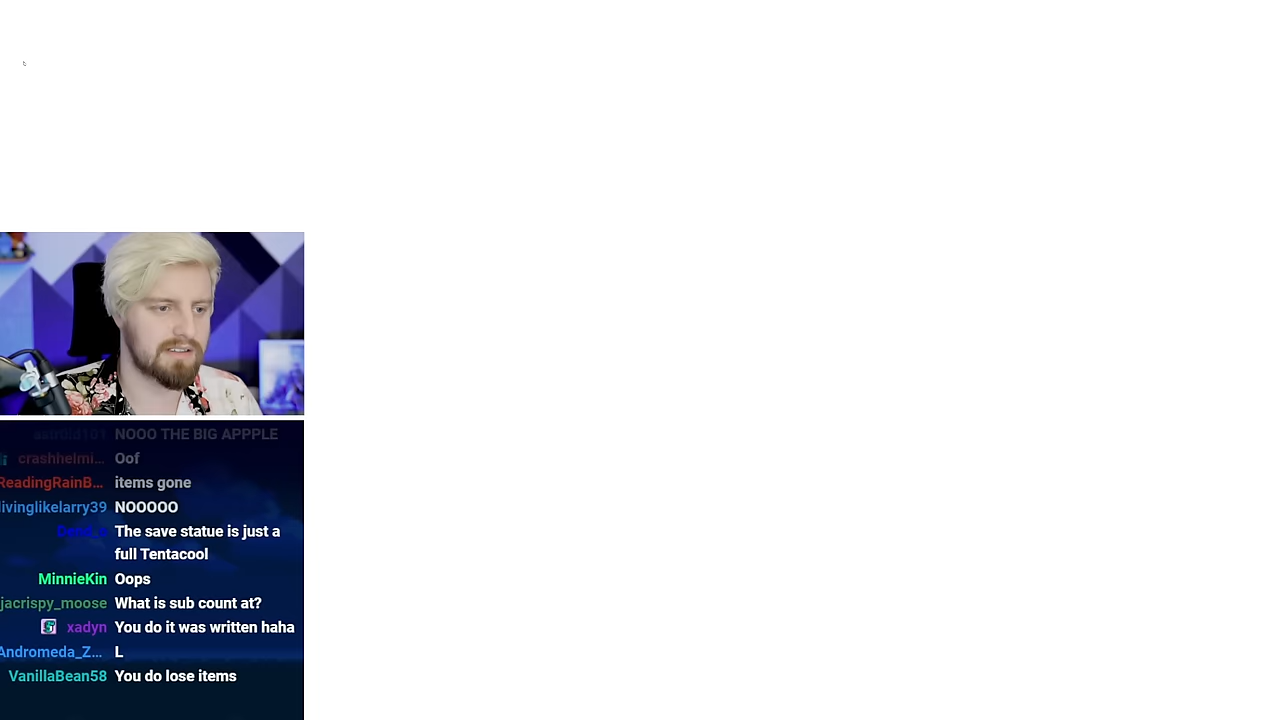 NOOO THE BIG APPPLE
crashhelmi... Oof
ReadingRainB... items gone
livinglikelarry39 NOOOOO
The save statue is just a
full Tentacool
MinnieKin Oops
jacrispy_moose What is sub count at?
xadyn You do it was written haha
Andromeda_Z... L
VanillaBean58 You do lose items